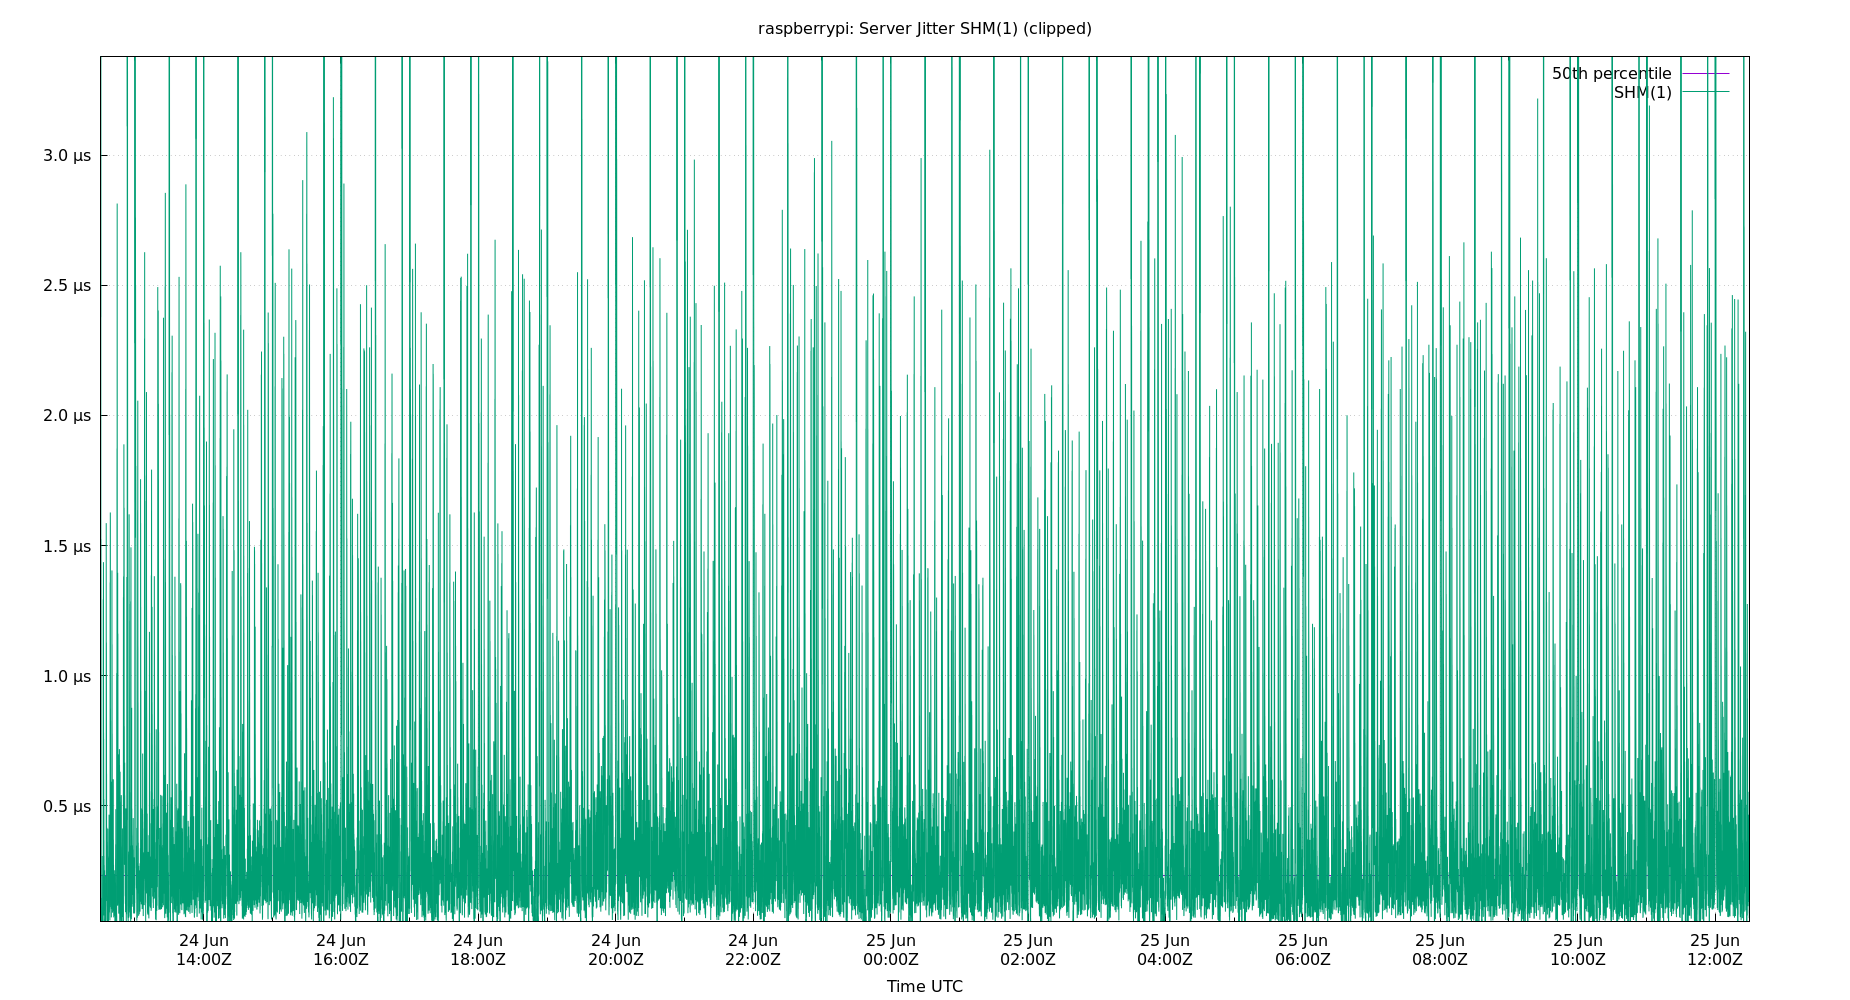 raspberrypi: Server Jitter SHM(1) (clipped)
50th percentile
SHM(1)
3.0 μs
2.5 μs
2.0 μs
1.5 μs
1.0 μs
0.5 μs
24 Jun 24 Jun 24 Jun 24 Jun 24 Jun 25 Jun 25 Jun 25 Jun 25 Jun 25 Jun 25 Jun 25 Jun
14:00Z 16:00Z 18:00Z 20:00Z 22:00Z 00:00Z 02:00Z 04:00Z 06:00Z 08:00Z 10:00Z 12:00Z
Time UTC